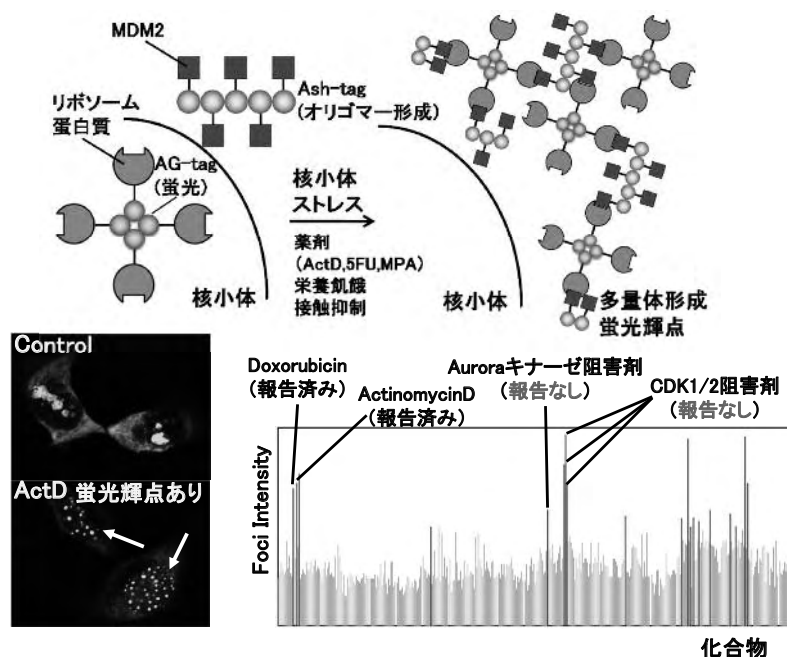 MDM2
Ash-tag
(オリゴマー形成)
リボソーム
蛋白質
AG-tag
(蛍光)
核小体
核小体
ストレス
薬剤
(ActD,5FU,MPA)
栄養飢餓
接触抑制
核小体
多量体形成
蛍光輝点
Control
ActD 蛍光輝点あり
Doxorubicin
(報告済み)
ActinomycinD
(報告済み)
Auroraキナーゼ阻害剤
(報告なし)
CDK1/2阻害剤
(報告なし)
Foci Intensity
化合物